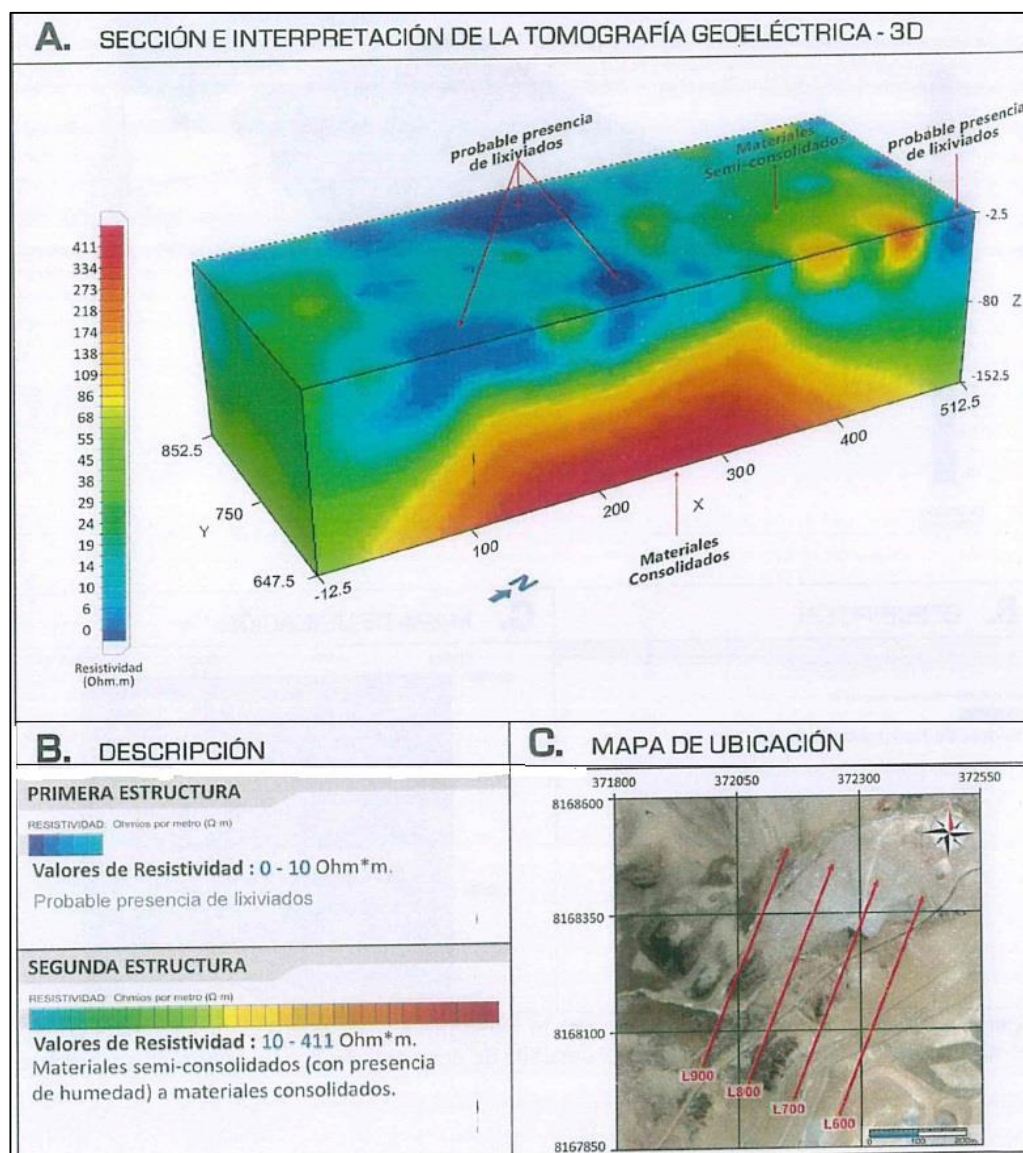 A. SECCIÓN E INTERPRETACIÓN DE LA TOMOGRAFÍA GEOELÉCTRICA - 3D
probable presencia
de lixiviados
Materiales
Semi-consolidados
probable presencia
de lixiviados
411
334
273
218
174
138
109
86
68
55
45
38
29
24
19
14
10
6
0
Resistividad
(Ohm.m)
-2.5
-80 Z
-152.5
512.5
400
300
X
200
100
-12.5
852.5
750
Y
647.5
Materiales
Consolidados
N
B. DESCRIPCIÓN
PRIMERA ESTRUCTURA
RESISTIVIDAD: Ohmios por metro (Ω m)
Valores de Resistividad : 0 - 10 Ohm*m.
Probable presencia de lixiviados
SEGUNDA ESTRUCTURA
RESISTIVIDAD: Ohmios por metro (Ω m)
Valores de Resistividad : 10 - 411 Ohm*m.
Materiales semi-consolidados (con presencia
de humedad) a materiales consolidados.
C. MAPA DE UBICACIÓN
371800 372050 372300 372550
8168600
8168350
8168100
8167850
L900
L800
L700
L600
0 100 200m